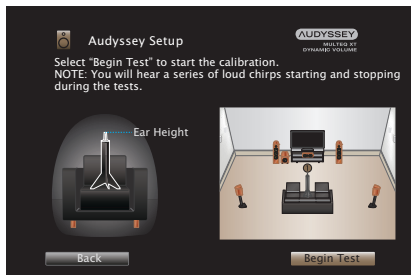 Audyssey Setup
AUDYSSEY
MULTEQ XT
DYNAMIC VOLUME
Select “Begin Test” to start the calibration.
NOTE: You will hear a series of loud chirps starting and stopping
during the tests.
Ear Height
Back
Begin Test